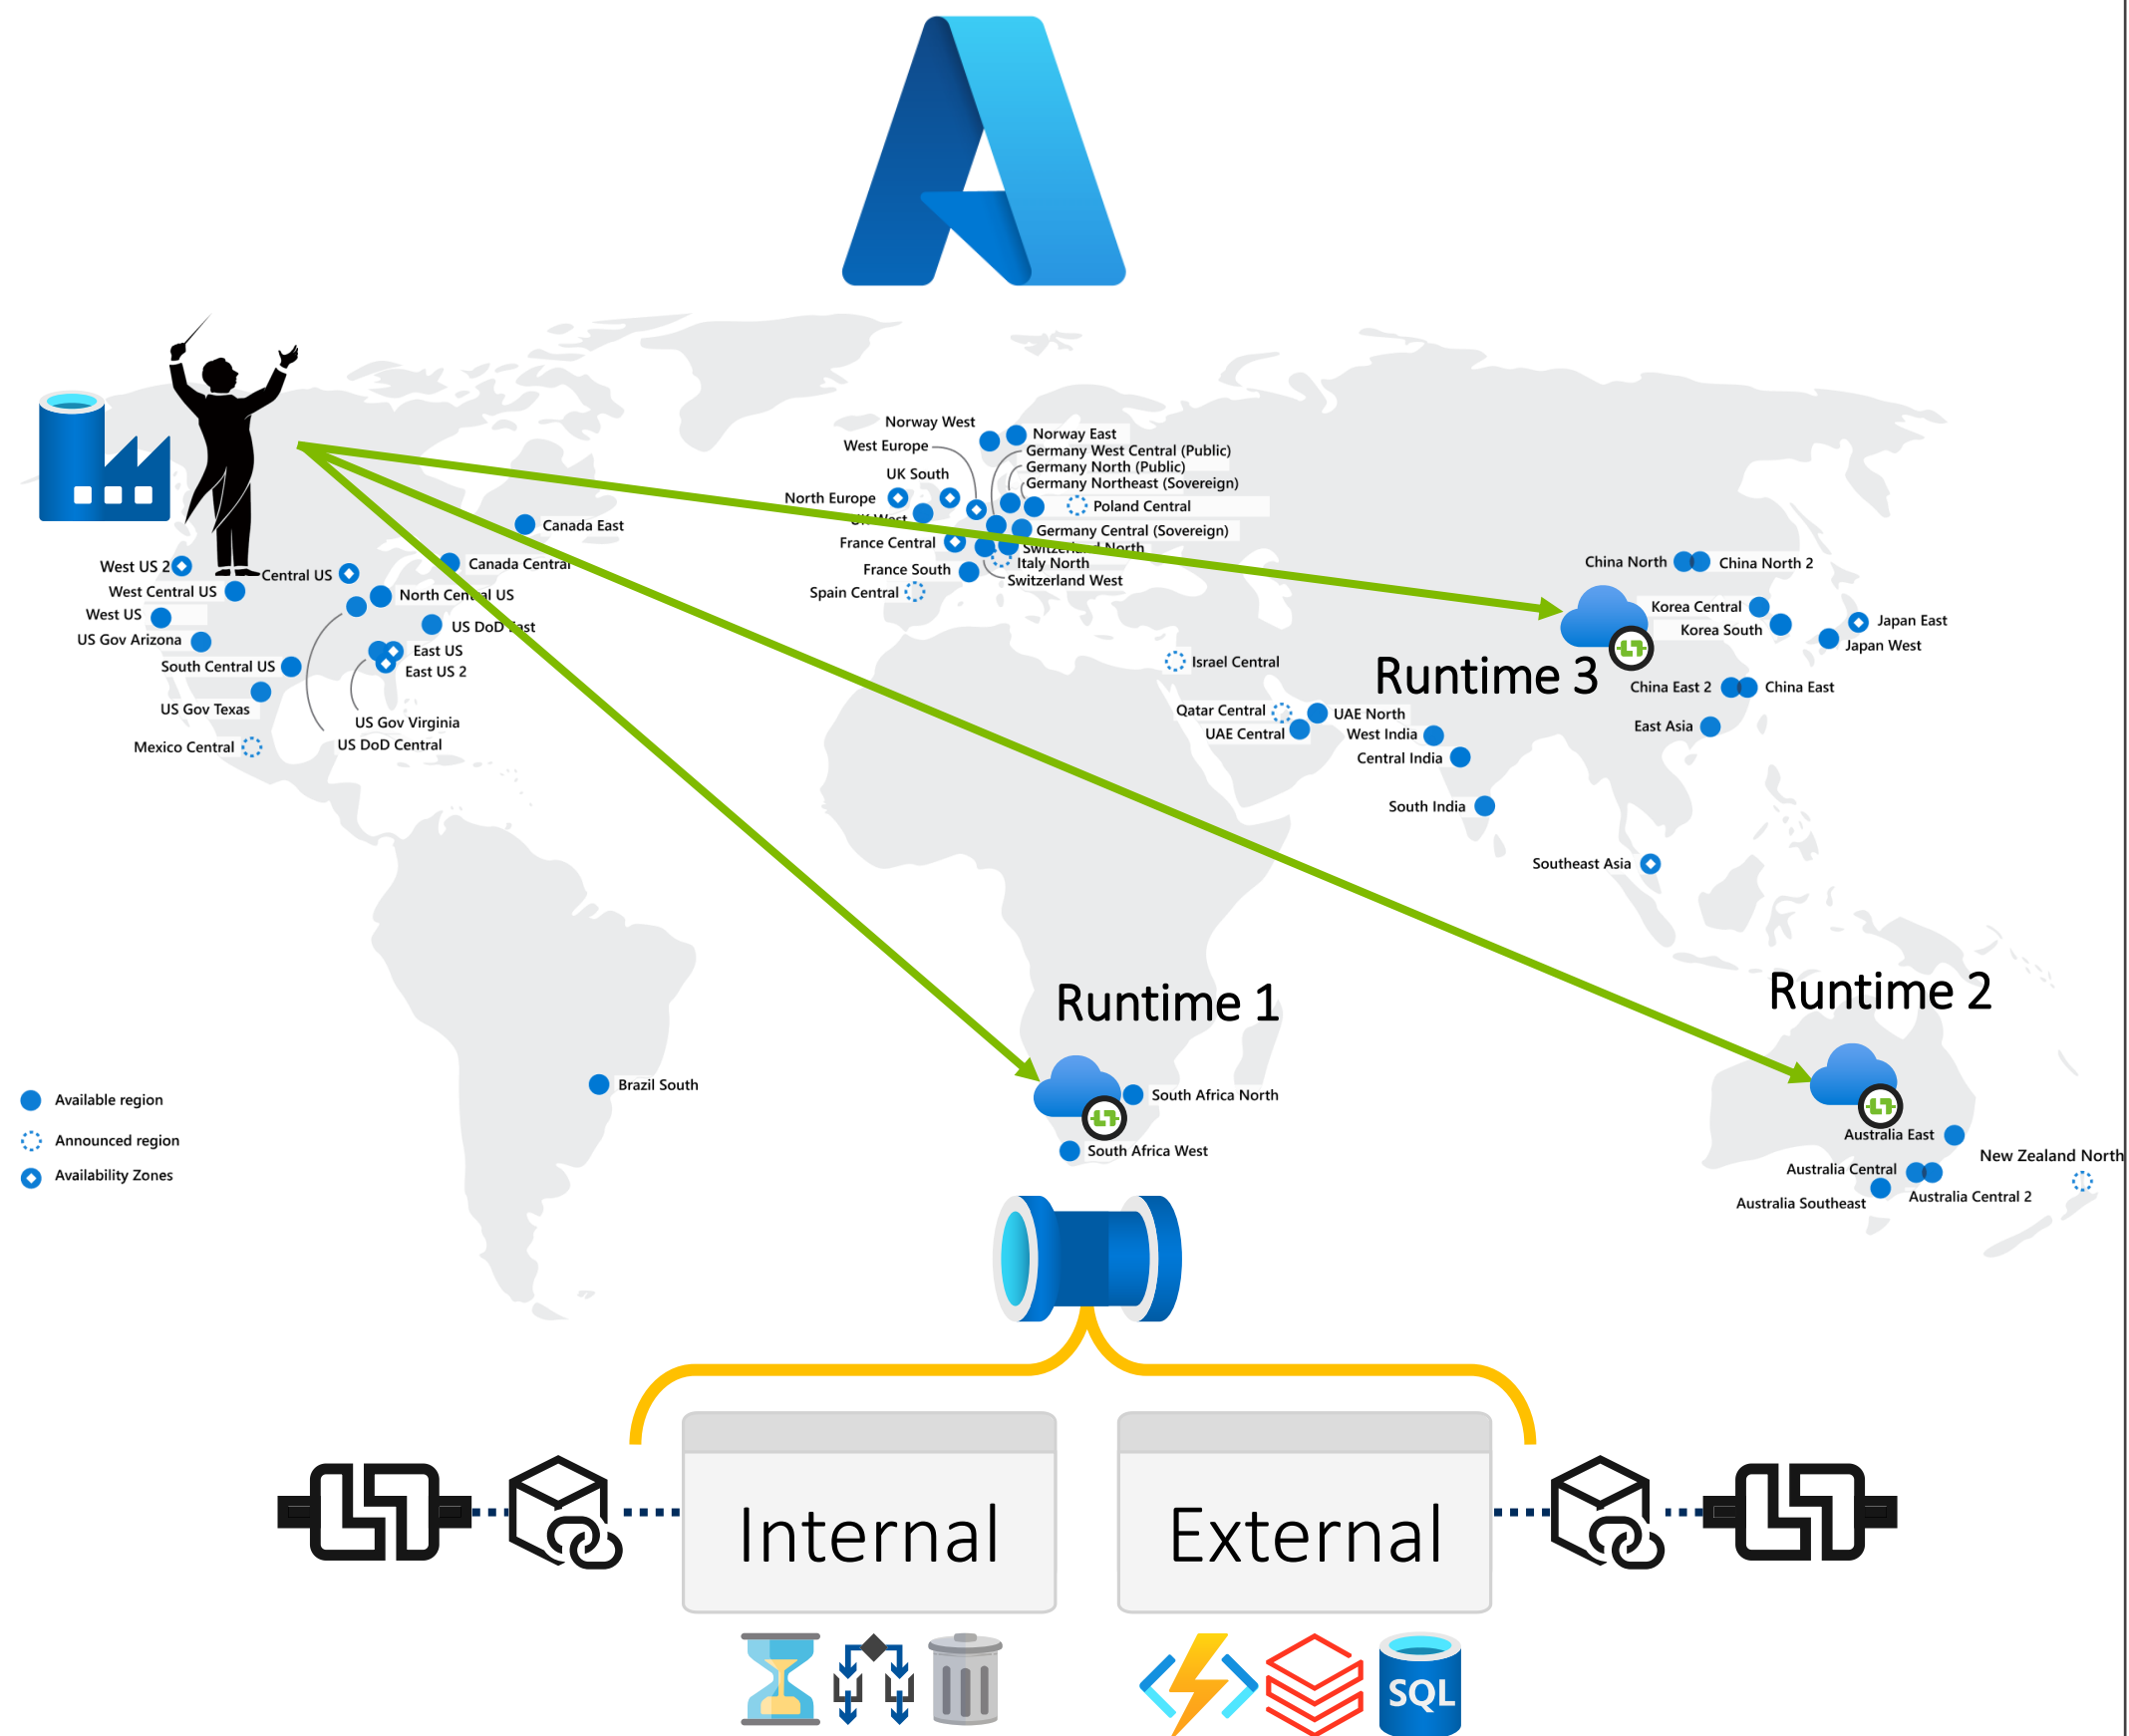 Norway West
Norway East
West Europe
Germany West Central (Public)
Germany North (Public)
UK South
Germany Northeast (Sovereign)
North Europe
Poland Central
UK West
Canada East
Germany Central (Sovereign)
France Central
Switzerland North
Italy North
China North
China North 2
Canada Central
West US 2
Central US
France South
Switzerland West
West Central US
North Central US
Spain Central
Korea Central
West US
Japan East
US DoD East
Korea South
US Gov Arizona
Japan West
East US
Israel Central
South Central US
East US 2
Runtime 3
China East 2
China East
US Gov Texas
Qatar Central
UAE North
US Gov Virginia
UAE Central
West India
East Asia
Mexico Central
US DoD Central
Central India
South India
Southeast Asia
Runtime 1
Runtime 2
Brazil South
South Africa North
Available region
Australia East
Announced region
South Africa West
New Zealand North
Australia Central
Availability Zones
Australia Central 2
Australia Southeast
Internal
External
SQL